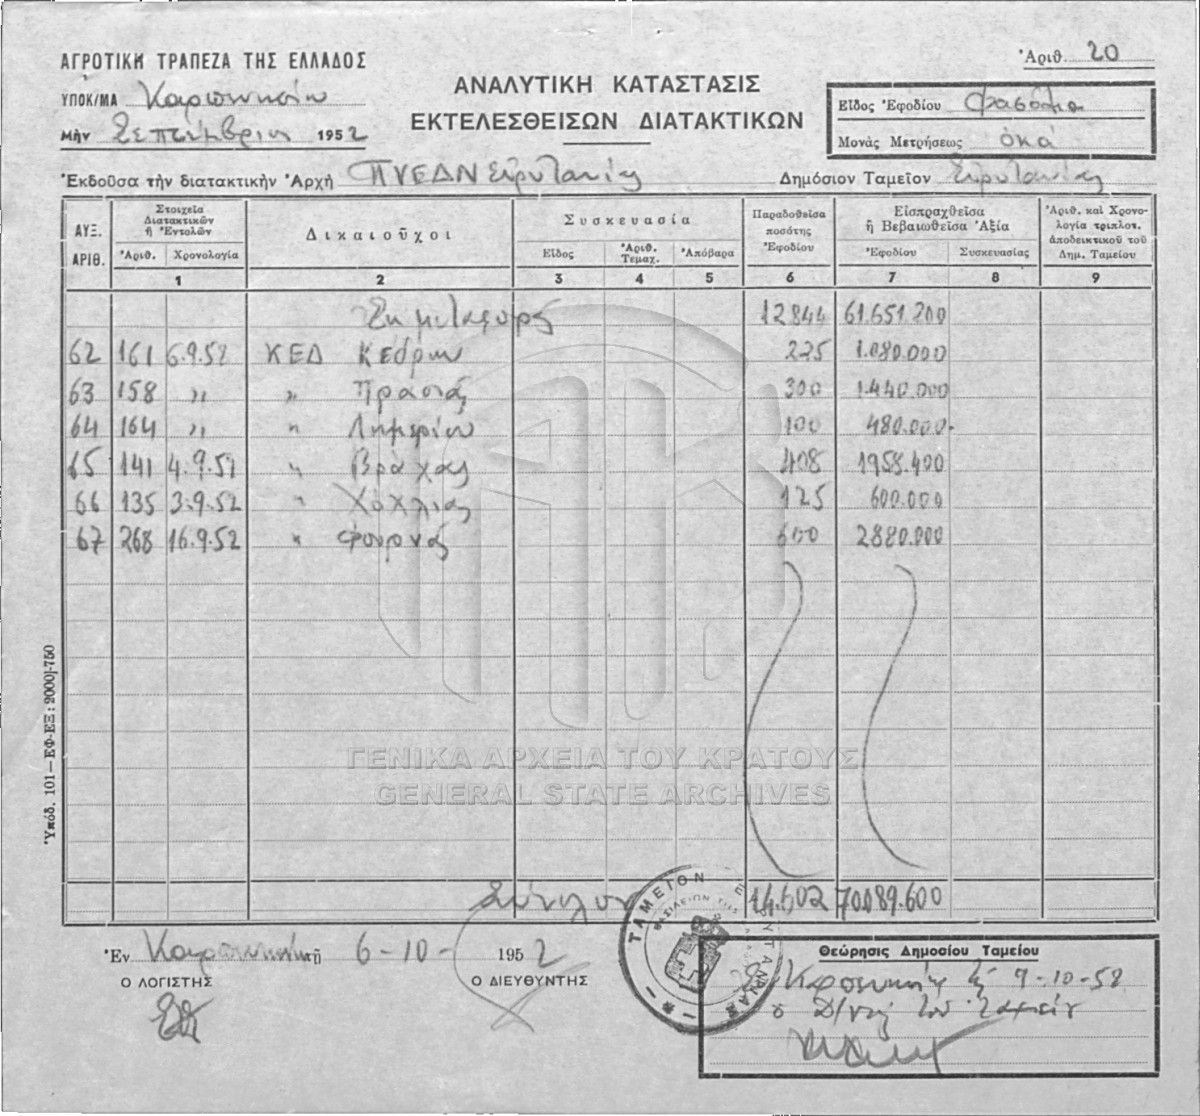 ΑΓΡΟΤΙΚΗ ΤΡΑΠΕΖΑ ΤΗΣ ΕΛΛΑΔΟΣ
ΥΠΟΚ/ΜΑ Καρπενησίου
Μὴν Σεπτέμβριος 1952
ΑΝΑΛΥΤΙΚΗ ΚΑΤΑΣΤΑΣΙΣ
ΕΚΤΕΛΕΣΘΕΙΣΩΝ ΔΙΑΤΑΚΤΙΚΩΝ
Ἀριθ. 20
Εἶδος Ἐφοδίου Φασόλια
Μονὰς Μετρήσεως ὀκά
Ἐκδοῦσα τὴν διατακτικὴν Ἀρχὴ ΠΥΕΔΝ Εὐρυτανίας Δημόσιον Ταμεῖον Εὐρυτανίας
ΑΥΞ. ΑΡΙΘ. Στοιχεῖα Διατακτικῶν ἢ Ἐντολῶν Δικαιοῦχοι Συσκευασία Παραδοθεῖσα ποσότης Ἐφοδίου Εἰσπραχθεῖσα ἢ Βεβαιωθεῖσα Ἀξία Ἀριθ. καὶ Χρονολογία τριπλοτ. ἀποδεικτικοῦ τοῦ Δημ. Ταμείου
Ἀριθ. Χρονολογία Εἶδος Ἀριθ. Τεμαχ. Ἀπόβαρα Ἐφοδίου Συσκευασίας
1 2 3 4 5 6 7 8 9
Ἐκ μεταφορᾶς 12844 61.651.200
62 161 6.9.52 ΚΕΔ Κέδρων 225 1.080.000
63 158 〃 〃 Πρασιᾶς 300 1.440.000
64 164 〃 〃 Λημερίου 100 480.000
65 141 4.9.52 〃 Βράχας 408 1958.400
66 135 3.9.52 〃 Χόχλιας 125 600.000
67 268 16.9.52 〃 Φουρνᾶς 600 2880.000
ΓΕΝΙΚΑ ΑΡΧΕΙΑ ΤΟΥ ΚΡΑΤΟΥΣ
GENERAL STATE ARCHIVES
Ὑπόδ. 101—ΕΦ-ΕΞ: 2000]-750
Σύνολον 14.602 70.089.600
ΤΑΜΕΙΟΝ ΕΥΡΥΤΑΝΙΑΣ
Ἐν Καρπενησίῳ τῇ 6-10- 1952
Ο ΛΟΓΙΣΤΗΣ Ο ΔΙΕΥΘΥΝΤΗΣ
Θεώρησις Δημοσίου Ταμείου
Καρπενήσι τῇ 9-10-52
ὁ Δ/ντὴς τοῦ Ταμείου